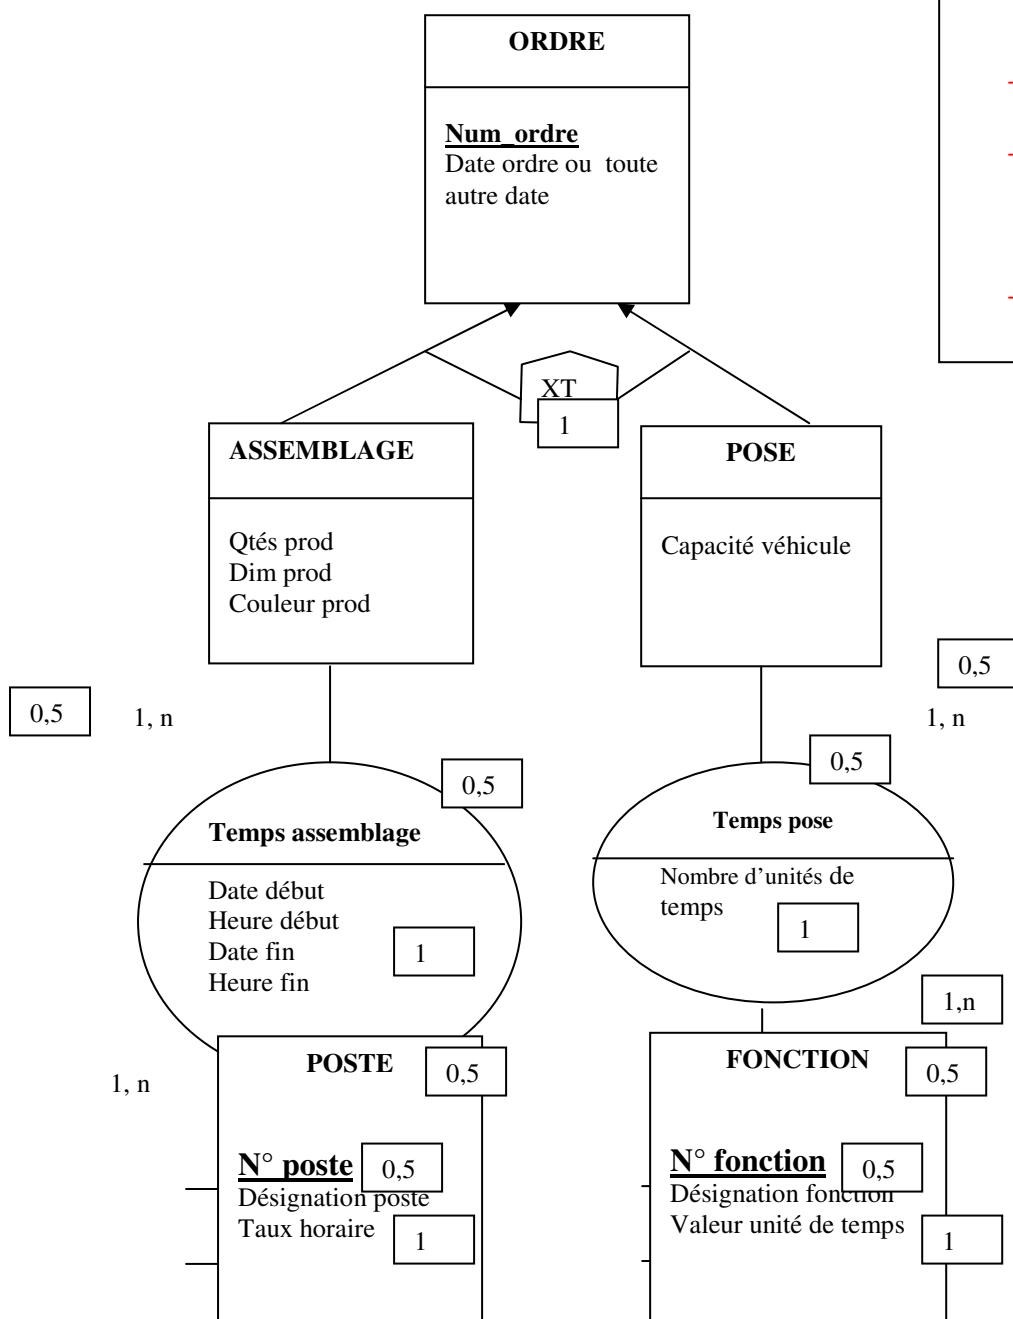 ORDRE
Num_ordre
Date ordre ou toute
autre date
XT
1
ASSEMBLAGE
Qtés prod
Dim prod
Couleur prod
POSE
Capacité véhicule
0,5
1, n
0,5
1, n
0,5
Temps assemblage
Date début
Heure début
Date fin
Heure fin
1
0,5
Temps pose
Nombre d’unités de
temps
1
1,n
1, n
POSTE
0,5
N° poste
0,5
Désignation poste
Taux horaire
1
FONCTION
0,5
N° fonction
0,5
Désignation fonction
Valeur unité de temps
1